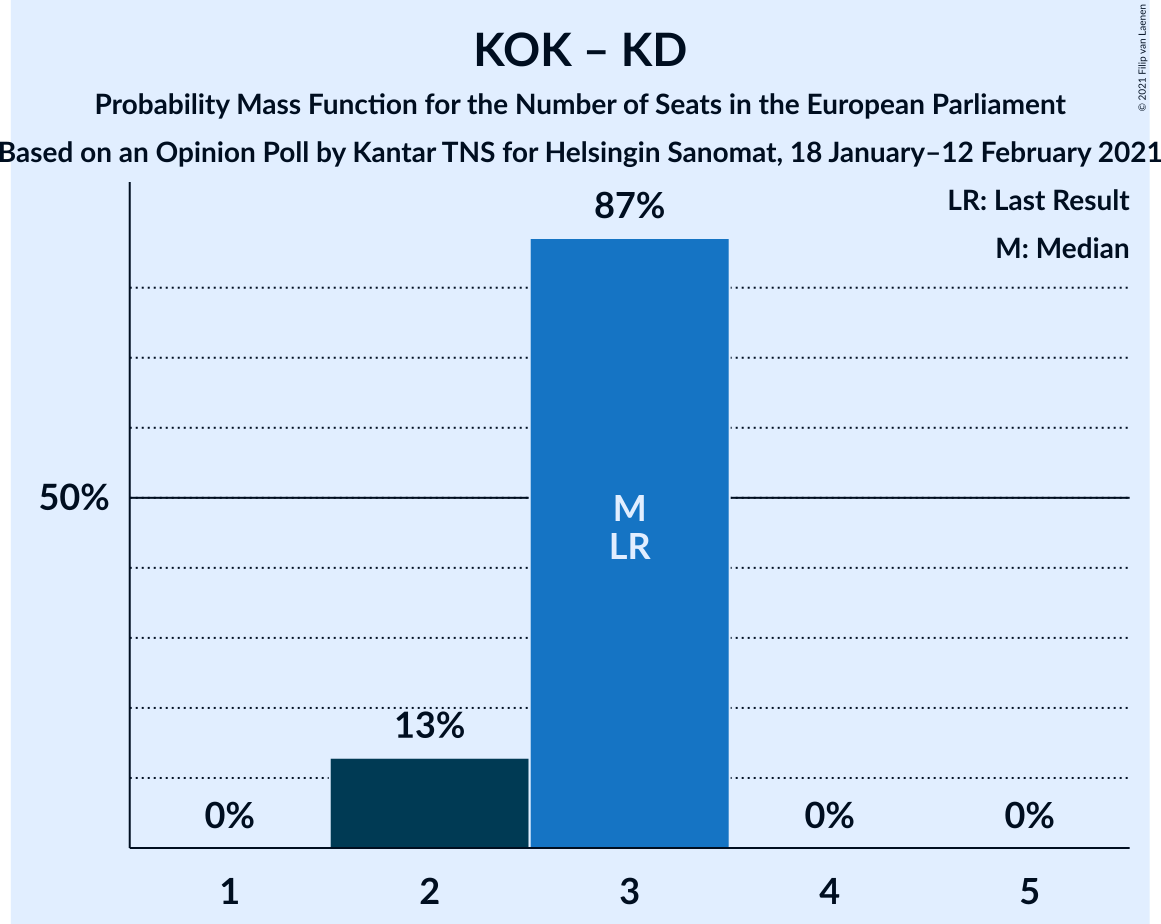 KOK – KD
Probability Mass Function for the Number of Seats in the European Parliament
Based on an Opinion Poll by Kantar TNS for Helsingin Sanomat, 18 January–12 February 2021
© 2021 Filip van Laenen
LR: Last Result
M: Median
87%
50%
M
LR
13%
0%
0%
0%
1
2
3
4
5